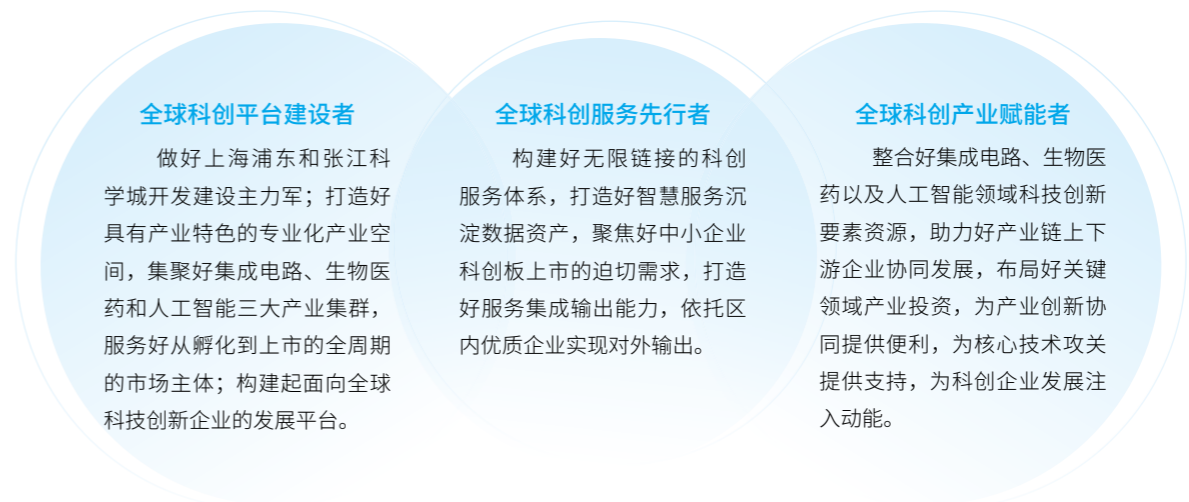 全球科创平台建设者
做好上海浦东和张江科
学城开发建设主力军；打造好
具有产业特色的专业化产业空
间，集聚好集成电路、生物医
药和人工智能三大产业集群，
服务好从孵化到上市的全周期
的市场主体；构建起面向全球
科技创新企业的发展平台。
全球科创服务先行者
构建好无限链接的科创
服务体系，打造好智慧服务沉
淀数据资产，聚焦好中小企业
科创板上市的迫切需求，打造
好服务集成输出能力，依托区
内优质企业实现对外输出。
全球科创产业赋能者
整合好集成电路、生物医
药以及人工智能领域科技创新
要素资源，助力好产业链上下
游企业协同发展，布局好关键
领域产业投资，为产业创新协
同提供便利，为核心技术攻关
提供支持，为科创企业发展注
入动能。